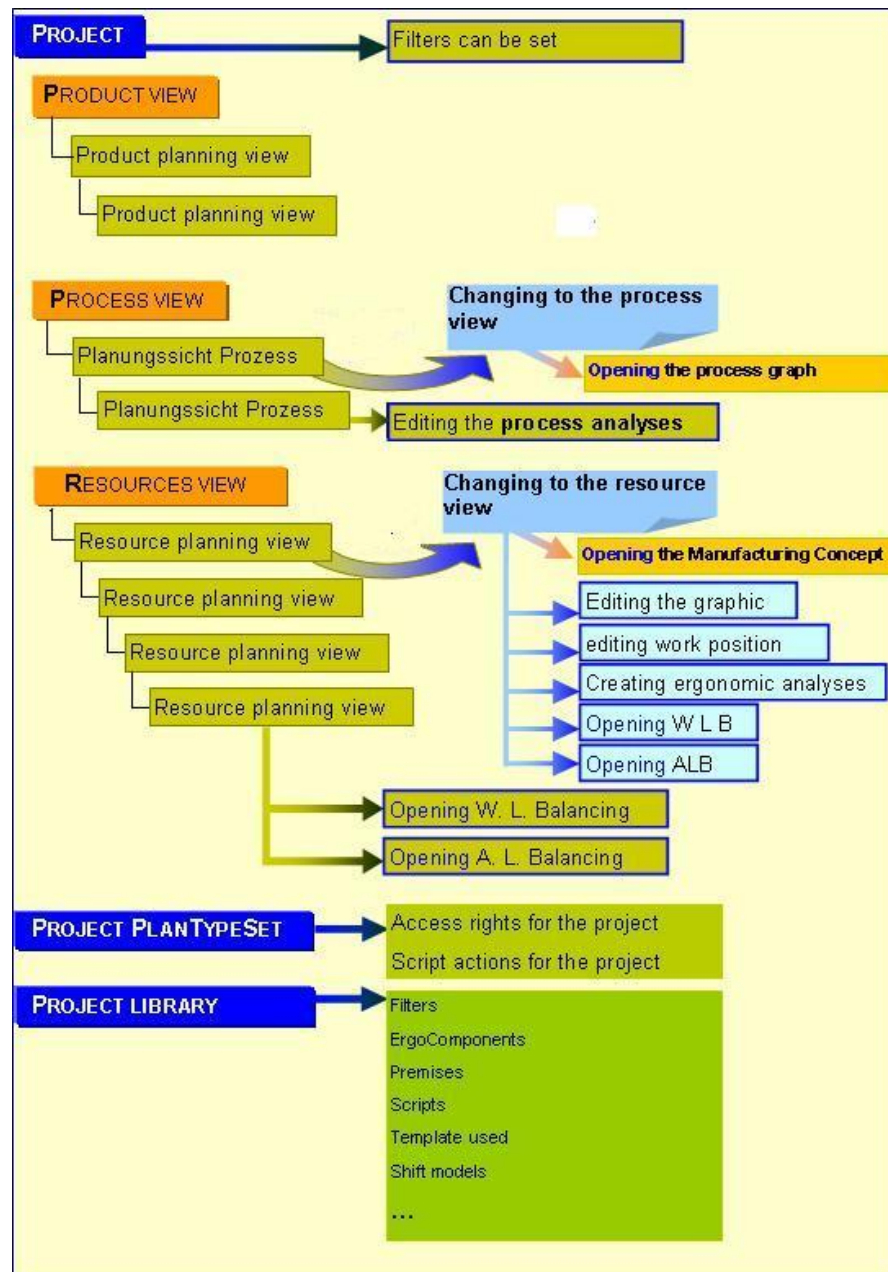 PROJECT
Filters can be set
PRODUCT VIEW
Product planning view
Product planning view
PROCESS VIEW
Changing to the process
view
Planungssicht Prozess
Opening the process graph
Planungssicht Prozess
Editing the process analyses
RESOURCES VIEW
Changing to the resource
view
Resource planning view
Opening the Manufacturing Concept
Resource planning view
Editing the graphic
Resource planning view
editing work position
Resource planning view
Creating ergonomic analyses
Opening W L B
Opening ALB
Opening W. L. Balancing
Opening A. L. Balancing
PROJECT PLANTYPESET
Access rights for the project
Script actions for the project
PROJECT LIBRARY
Filters
ErgoComponents
Premises
Scripts
Template used
Shift models
...